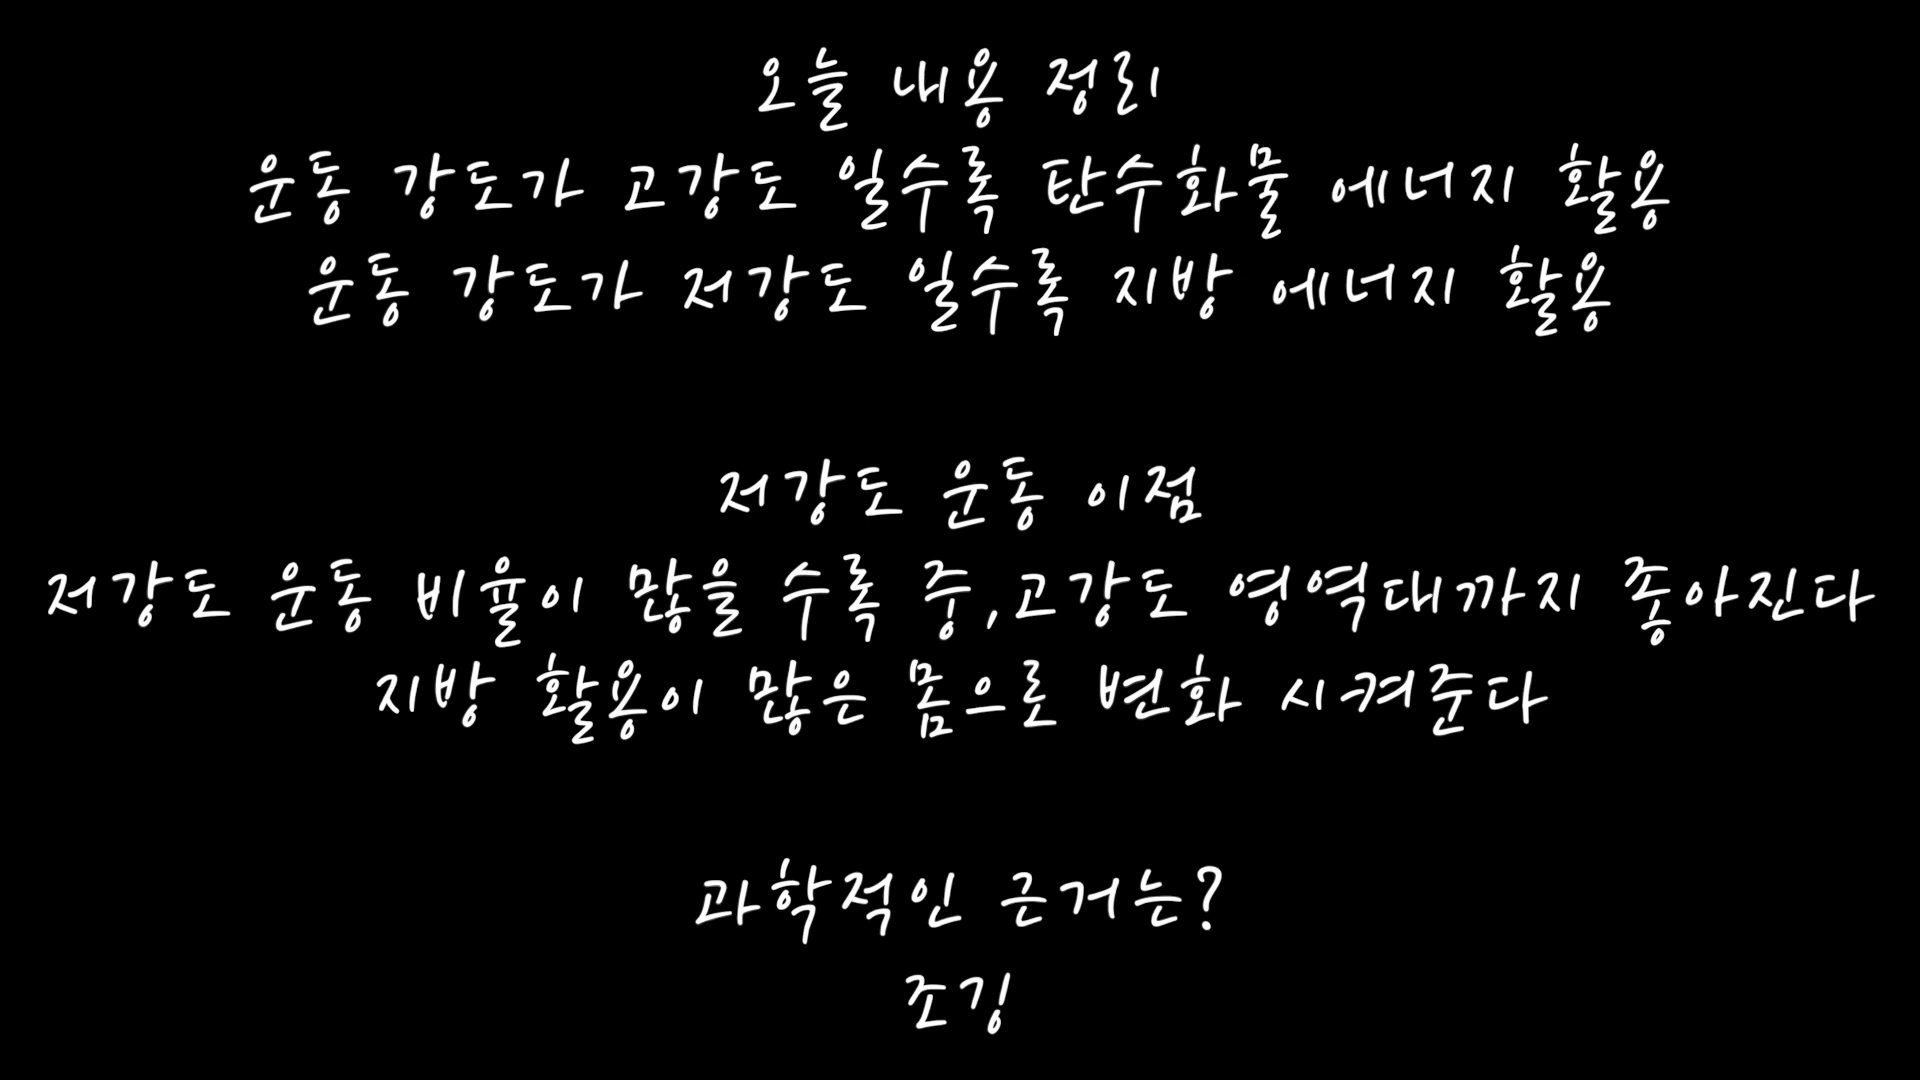 오늘 내용 정리
운동 강도가 고강도 일수록 탄수화물 에너지 활용
운동 강도가 저강도 일수록 지방 에너지 활용
저강도 운동 이점
저강도 운동 비율이 많을 수록 중,고강도 영역대까지 좋아진다
지방 활용이 많은 몸으로 변화 시켜준다
과학적인 근거는?
조깅